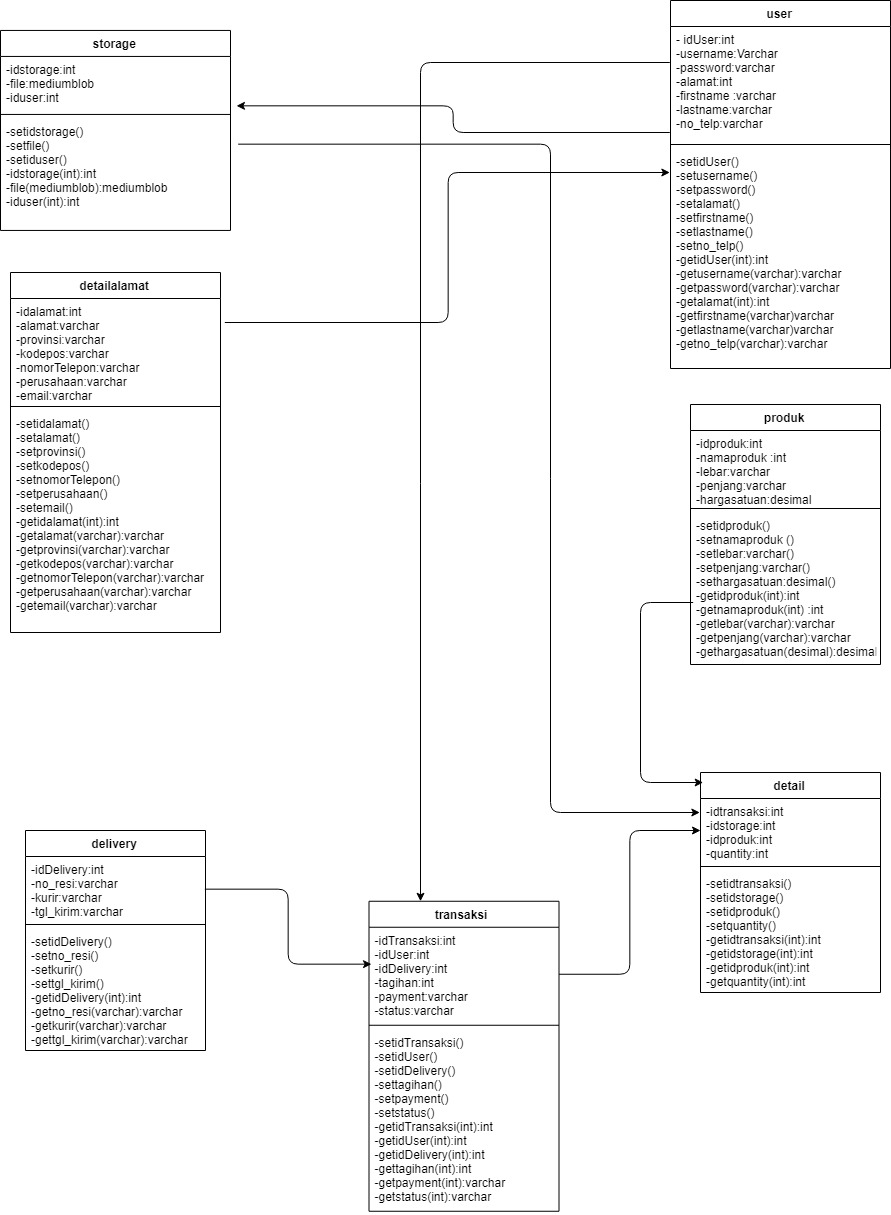 storage
-idstorage:int
-file:mediumblob
-iduser:int
-setidstorage()
-setfile()
-setiduser()
-idstorage(int):int
-file(mediumblob):mediumblob
-iduser(int):int
user
- idUser:int
-username:Varchar
-password:varchar
-alamat:int
-firstname :varchar
-lastname:varchar
-no_telp:varchar
-setidUser()
-setusername()
-setpassword()
-setalamat()
-setfirstname()
-setlastname()
-setno_telp()
-getidUser(int):int
-getusername(varchar):varchar
-getpassword(varchar):varchar
-getalamat(int):int
-getfirstname(varchar)varchar
-getlastname(varchar)varchar
-getno_telp(varchar):varchar
detailalamat
-idalamat:int
-alamat:varchar
-provinsi:varchar
-kodepos:varchar
-nomorTelepon:varchar
-perusahaan:varchar
-email:varchar
-setidalamat()
-setalamat()
-setprovinsi()
-setkodepos()
-setnomorTelepon()
-setperusahaan()
-setemail()
-getidalamat(int):int
-getalamat(varchar):varchar
-getprovinsi(varchar):varchar
-getkodepos(varchar):varchar
-getnomorTelepon(varchar):varchar
-getperusahaan(varchar):varchar
-getemail(varchar):varchar
produk
-idproduk:int
-namaproduk :int
-lebar:varchar
-penjang:varchar
-hargasatuan:desimal
-setidproduk()
-setnamaproduk ()
-setlebar:varchar()
-setpenjang:varchar()
-sethargasatuan:desimal()
-getidproduk(int):int
-getnamaproduk(int) :int
-getlebar(varchar):varchar
-getpenjang(varchar):varchar
-gethargasatuan(desimal):desimal
detail
-idtransaksi:int
-idstorage:int
-idproduk:int
-quantity:int
-setidtransaksi()
-setidstorage()
-setidproduk()
-setquantity()
-getidtransaksi(int):int
-getidstorage(int):int
-getidproduk(int):int
-getquantity(int):int
delivery
-idDelivery:int
-no_resi:varchar
-kurir:varchar
-tgl_kirim:varchar
-setidDelivery()
-setno_resi()
-setkurir()
-settgl_kirim()
-getidDelivery(int):int
-getno_resi(varchar):varchar
-getkurir(varchar):varchar
-gettgl_kirim(varchar):varchar
transaksi
-idTransaksi:int
-idUser:int
-idDelivery:int
-tagihan:int
-payment:varchar
-status:varchar
-setidTransaksi()
-setidUser()
-setidDelivery()
-settagihan()
-setpayment()
-setstatus()
-getidTransaksi(int):int
-getidUser(int):int
-getidDelivery(int):int
-gettagihan(int):int
-getpayment(int):varchar
-getstatus(int):varchar